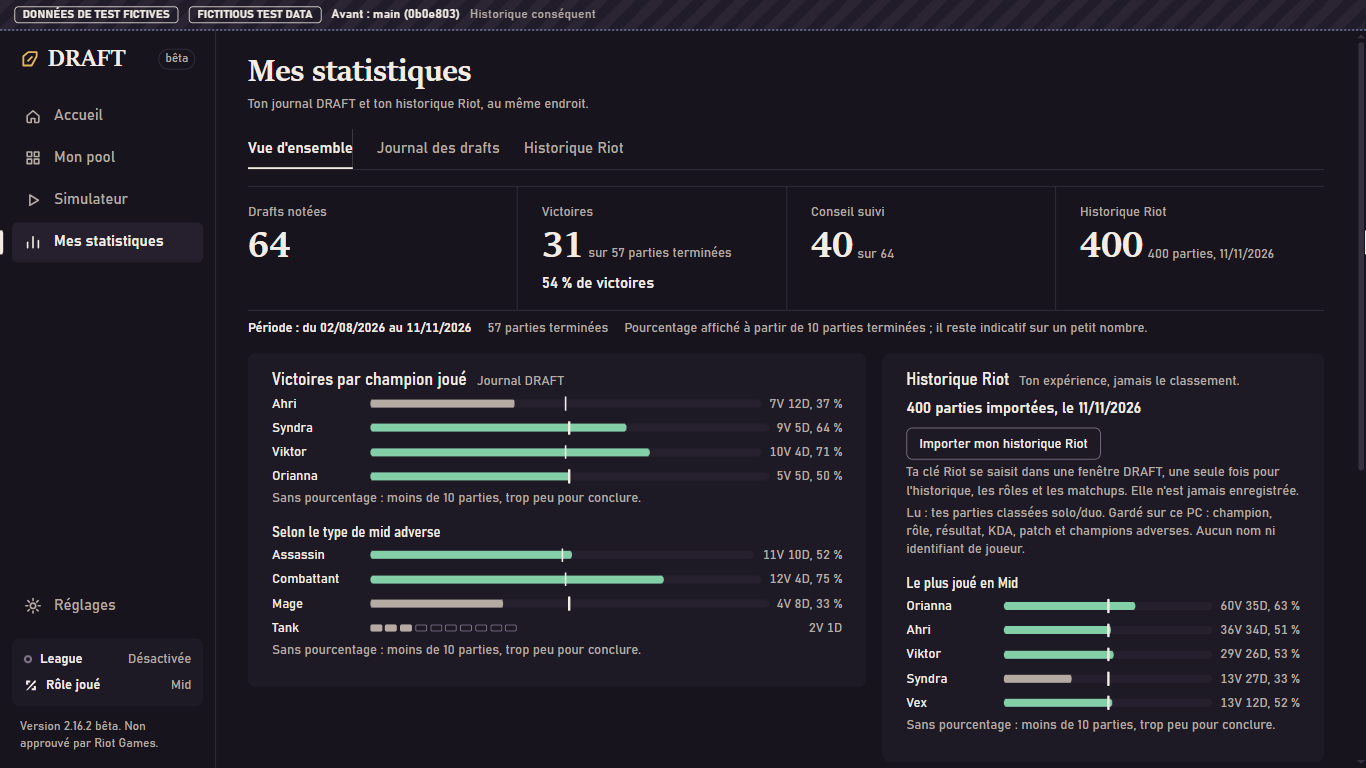 DONNÉES DE TEST FICTIVES FICTITIOUS TEST DATA Avant : main (0b0e803) Historique conséquent
DRAFT bêta
Accueil
Mon pool
Simulateur
Mes statistiques
Réglages
League Désactivée
Rôle joué Mid
Version 2.16.2 bêta. Non
approuvé par Riot Games.
Mes statistiques
Ton journal DRAFT et ton historique Riot, au même endroit.
Vue d'ensemble Journal des drafts Historique Riot
Drafts notées
64
Victoires
31 sur 57 parties terminées
54 % de victoires
Conseil suivi
40 sur 64
Historique Riot
400 400 parties, 11/11/2026
Période : du 02/08/2026 au 11/11/2026 57 parties terminées Pourcentage affiché à partir de 10 parties terminées ; il reste indicatif sur un petit nombre.
Victoires par champion joué Journal DRAFT
Ahri 7V 12D, 37 %
Syndra 9V 5D, 64 %
Viktor 10V 4D, 71 %
Orianna 5V 5D, 50 %
Sans pourcentage : moins de 10 parties, trop peu pour conclure.
Selon le type de mid adverse
Assassin 11V 10D, 52 %
Combattant 12V 4D, 75 %
Mage 4V 8D, 33 %
Tank 2V 1D
Sans pourcentage : moins de 10 parties, trop peu pour conclure.
Historique Riot Ton expérience, jamais le classement.
400 parties importées, le 11/11/2026
Importer mon historique Riot
Ta clé Riot se saisit dans une fenêtre DRAFT, une seule fois pour
l'historique, les rôles et les matchups. Elle n'est jamais enregistrée.
Lu : tes parties classées solo/duo. Gardé sur ce PC : champion,
rôle, résultat, KDA, patch et champions adverses. Aucun nom ni
identifiant de joueur.
Le plus joué en Mid
Orianna 60V 35D, 63 %
Ahri 36V 34D, 51 %
Viktor 29V 26D, 53 %
Syndra 13V 27D, 33 %
Vex 13V 12D, 52 %
Sans pourcentage : moins de 10 parties, trop peu pour conclure.